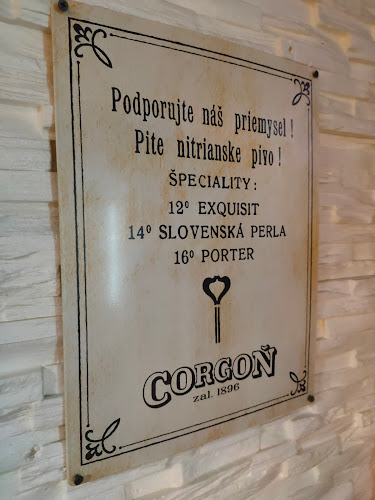 Podporujte náš priemysel!
Pite nitrianske pivo!
ŠPECIALITY:
12° EXQUISIT
14° SLOVENSKÁ PERLA
16° PORTER
CORGOŇ
zal. 1896